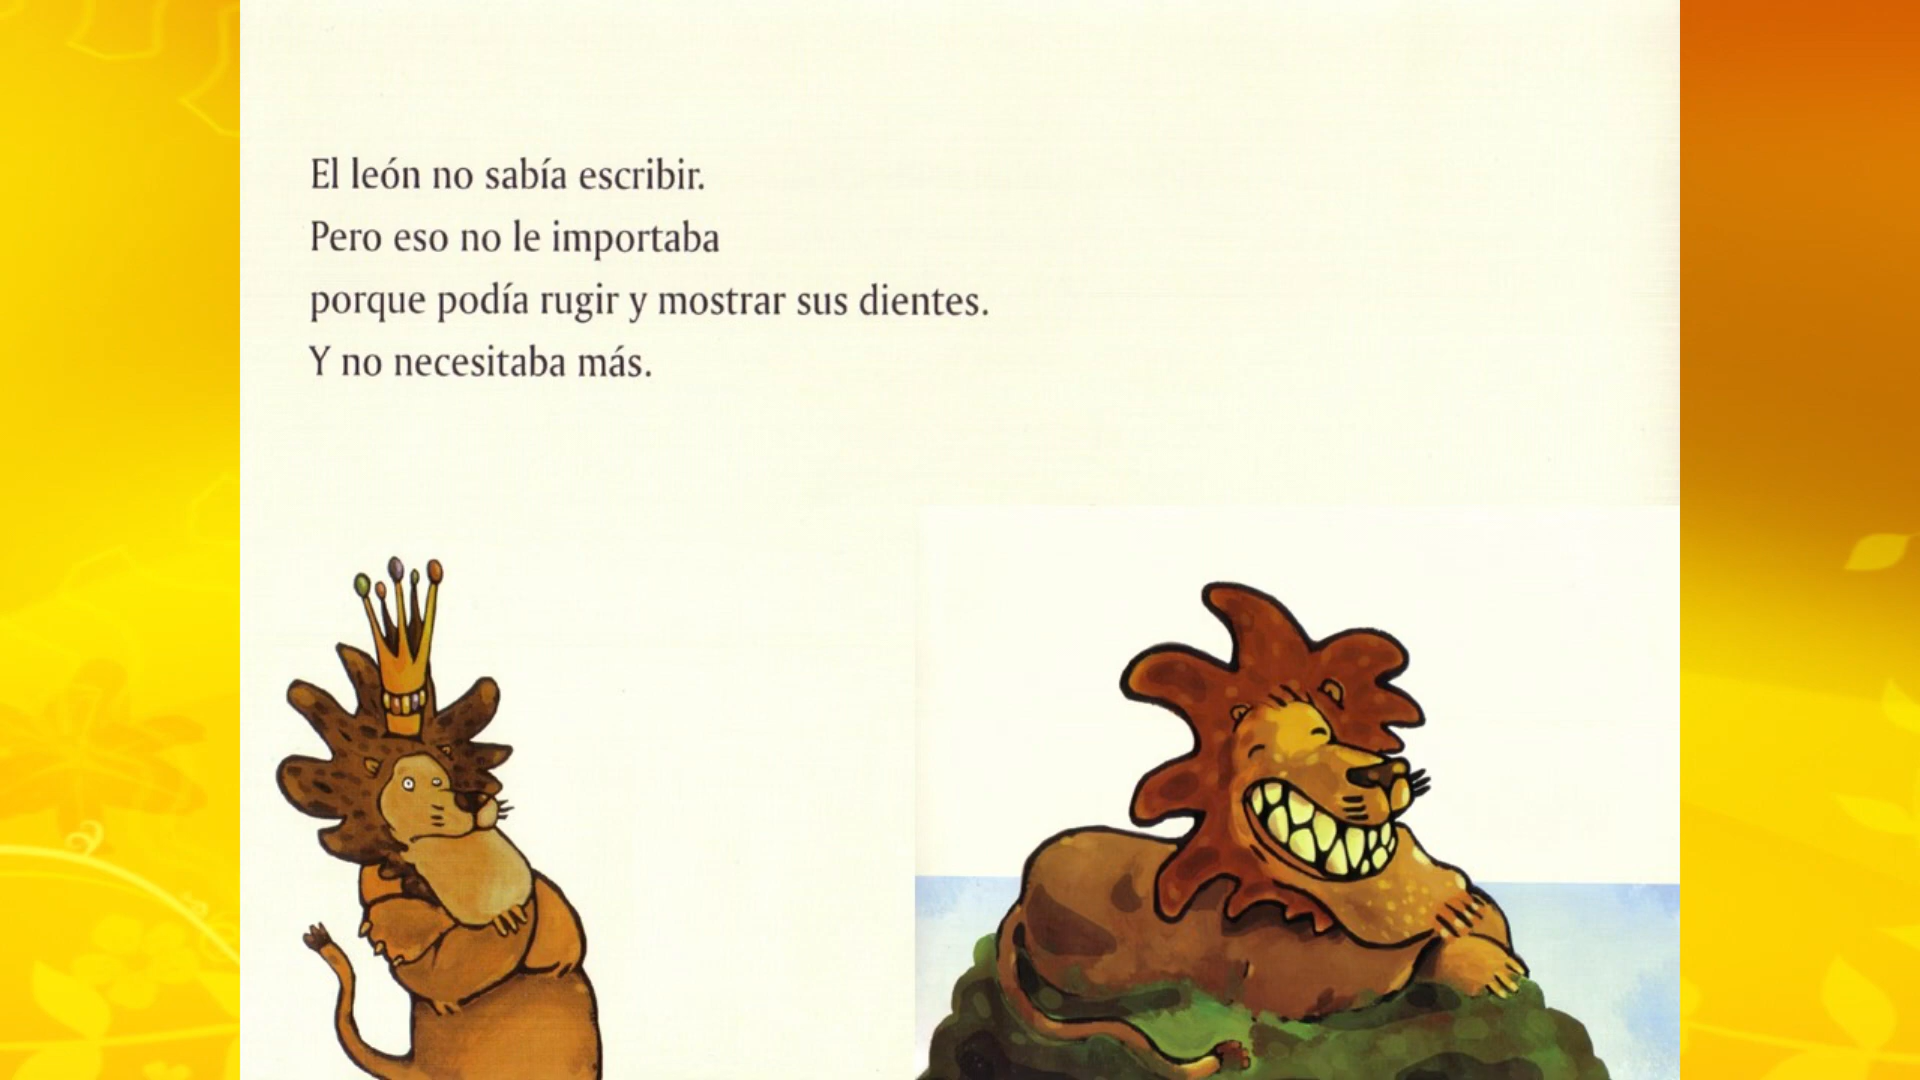 El león no sabía escribir.
Pero eso no le importaba
porque podía rugir y mostrar sus dientes.
Y no necesitaba más.